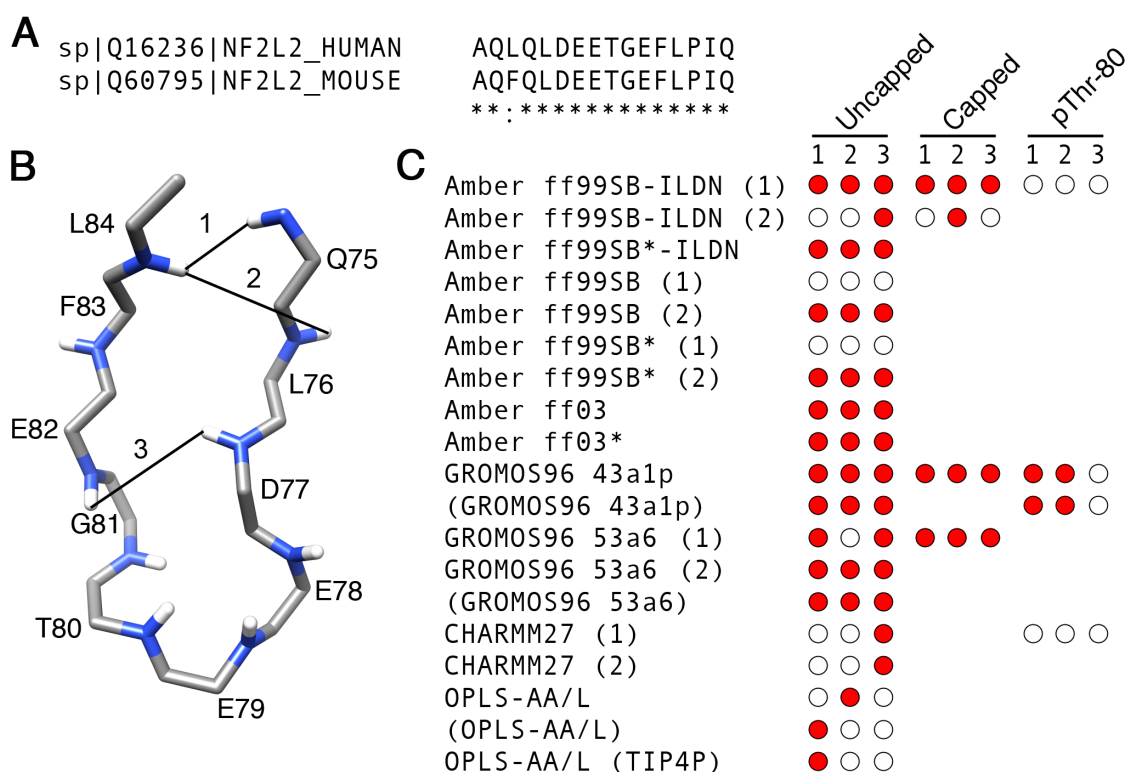 A
sp|Q16236|NF2L2_HUMAN AQLQLDEETGEFLPIQ
sp|Q60795|NF2L2_MOUSE AQFQLDEETGEFLPIQ
**:*************
B
L84
1
Q75
2
F83
L76
E82
3
D77
G81
E78
T80
E79
C
Uncapped Capped pThr-80
1 2 3 1 2 3 1 2 3
Amber ff99SB-ILDN (1)
Amber ff99SB-ILDN (2)
Amber ff99SB*-ILDN
Amber ff99SB (1)
Amber ff99SB (2)
Amber ff99SB* (1)
Amber ff99SB* (2)
Amber ff03
Amber ff03*
GROMOS96 43a1p
(GROMOS96 43a1p)
GROMOS96 53a6 (1)
GROMOS96 53a6 (2)
(GROMOS96 53a6)
CHARMM27 (1)
CHARMM27 (2)
OPLS-AA/L
(OPLS-AA/L)
OPLS-AA/L (TIP4P)